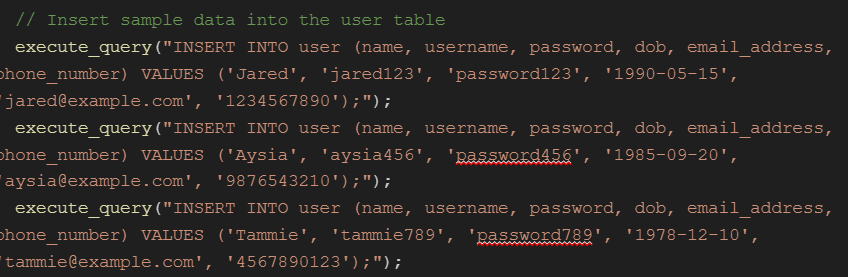 // Insert sample data into the user table
execute_query("INSERT INTO user (name, username, password, dob, email_address,
phone_number) VALUES ('Jared', 'jared123', 'password123', '1990-05-15',
'jared@example.com', '1234567890');");
execute_query("INSERT INTO user (name, username, password, dob, email_address,
phone_number) VALUES ('Aysia', 'aysia456', 'password456', '1985-09-20',
'aysia@example.com', '9876543210');");
execute_query("INSERT INTO user (name, username, password, dob, email_address,
phone_number) VALUES ('Tammie', 'tammie789', 'password789', '1978-12-10',
'tammie@example.com', '4567890123');");